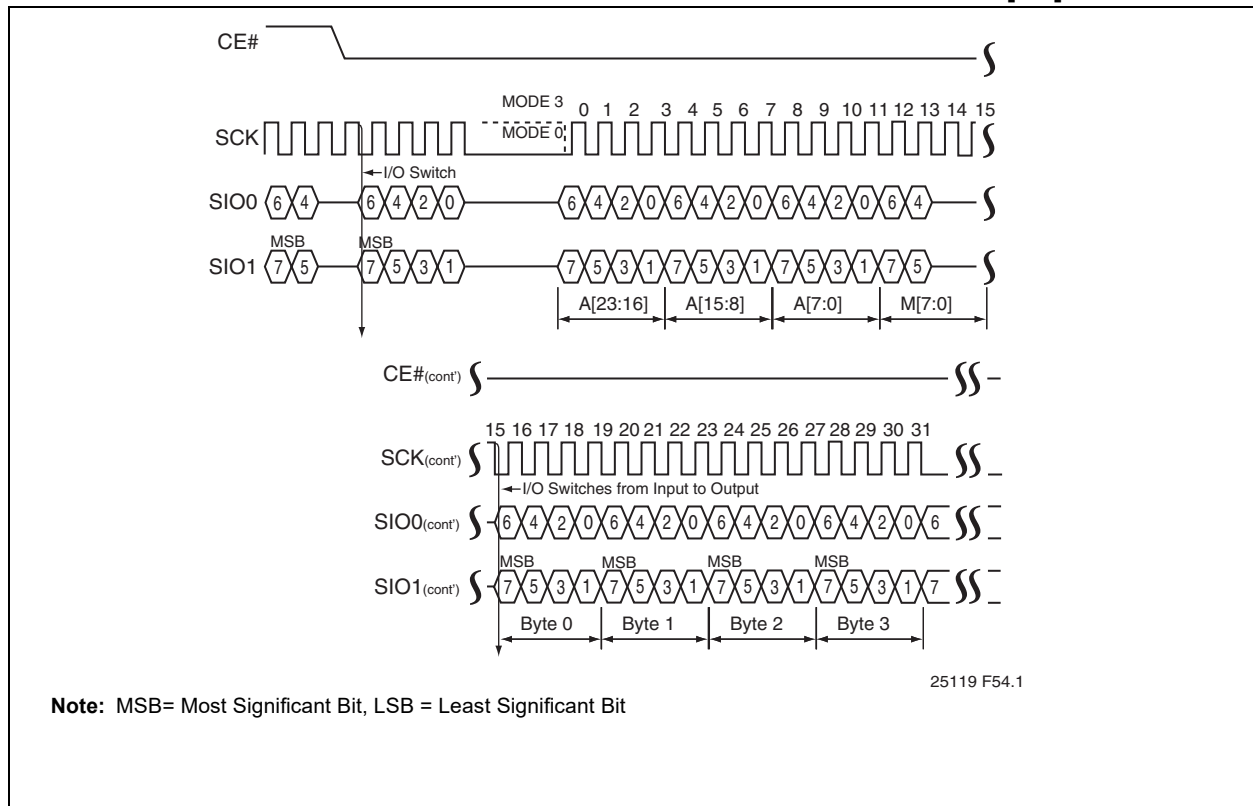 CE#
MODE 3
0 1 2 3 4 5 6 7 8 9 10 11 12 13 14 15
SCK
MODE 0
I/O Switch
SIO0 6 4 6 4 2 0 6 4 2 0 6 4 2 0 6 4 2 0 6 4
MSB MSB
SIO1 7 5 7 5 3 1 7 5 3 1 7 5 3 1 7 5 3 1 7 5
A[23:16] A[15:8] A[7:0] M[7:0]
CE#(cont')
15 16 17 18 19 20 21 22 23 24 25 26 27 28 29 30 31
SCK(cont')
I/O Switches from Input to Output
SIO0(cont') 6 4 2 0 6 4 2 0 6 4 2 0 6 4 2 0 6
MSB MSB MSB MSB
SIO1(cont') 7 5 3 1 7 5 3 1 7 5 3 1 7 5 3 1 7
Byte 0 Byte 1 Byte 2 Byte 3
25119 F54.1
Note: MSB= Most Significant Bit, LSB = Least Significant Bit